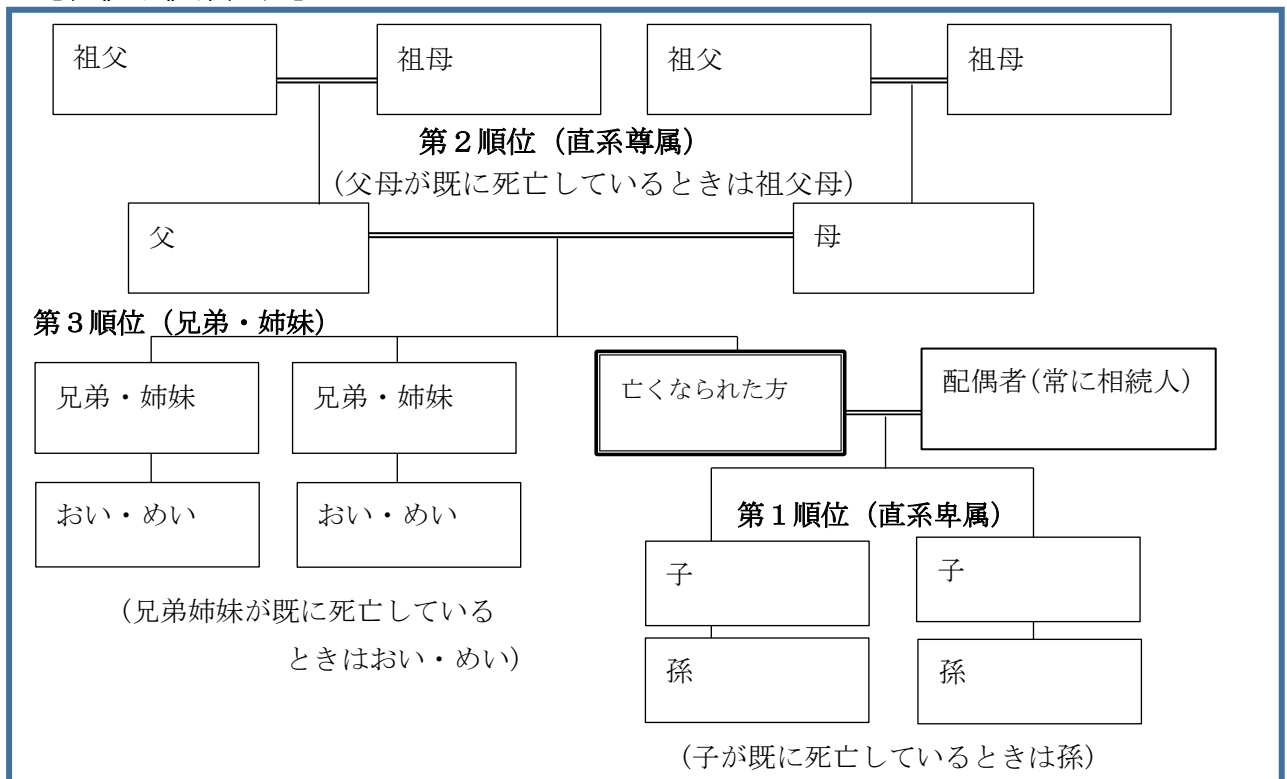 祖父
祖母
祖父
祖母
第２順位（直系尊属）
（父母が既に死亡しているときは祖父母）
父
母
第３順位（兄弟・姉妹）
兄弟・姉妹
兄弟・姉妹
亡くなられた方
配偶者（常に相続人）
おい・めい
おい・めい
第１順位（直系卑属）
子
子
（兄弟姉妹が既に死亡している
ときはおい・めい）
孫
孫
（子が既に死亡しているときは孫）